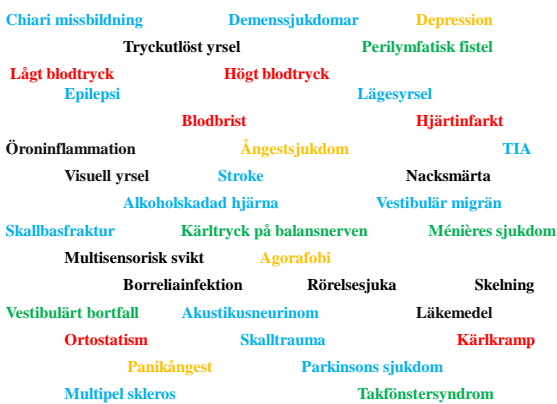 Chiari missbildning Demenssjukdomar Depression
Tryckutlöst yrsel Perilymfatisk fistel
Lågt blodtryck Högt blodtryck
Epilepsi Lägesyrsel
Blodbrist Hjärtinfarkt
Öroninflammation Ångestsjukdom TIA
Visuell yrsel Stroke Nacksmärta
Alkoholskadad hjärna Vestibulär migrän
Skallbasfraktur Kärltryck på balansnerven Ménières sjukdom
Multisensorisk svikt Agorafobi
Borreliainfektion Rörelsesjuka Skelning
Vestibulärt bortfall Akustikusneurinom Läkemedel
Ortostatism Skalltrauma Kärlkramp
Panikångest Parkinsons sjukdom
Multipel skleros Takfönstersyndrom